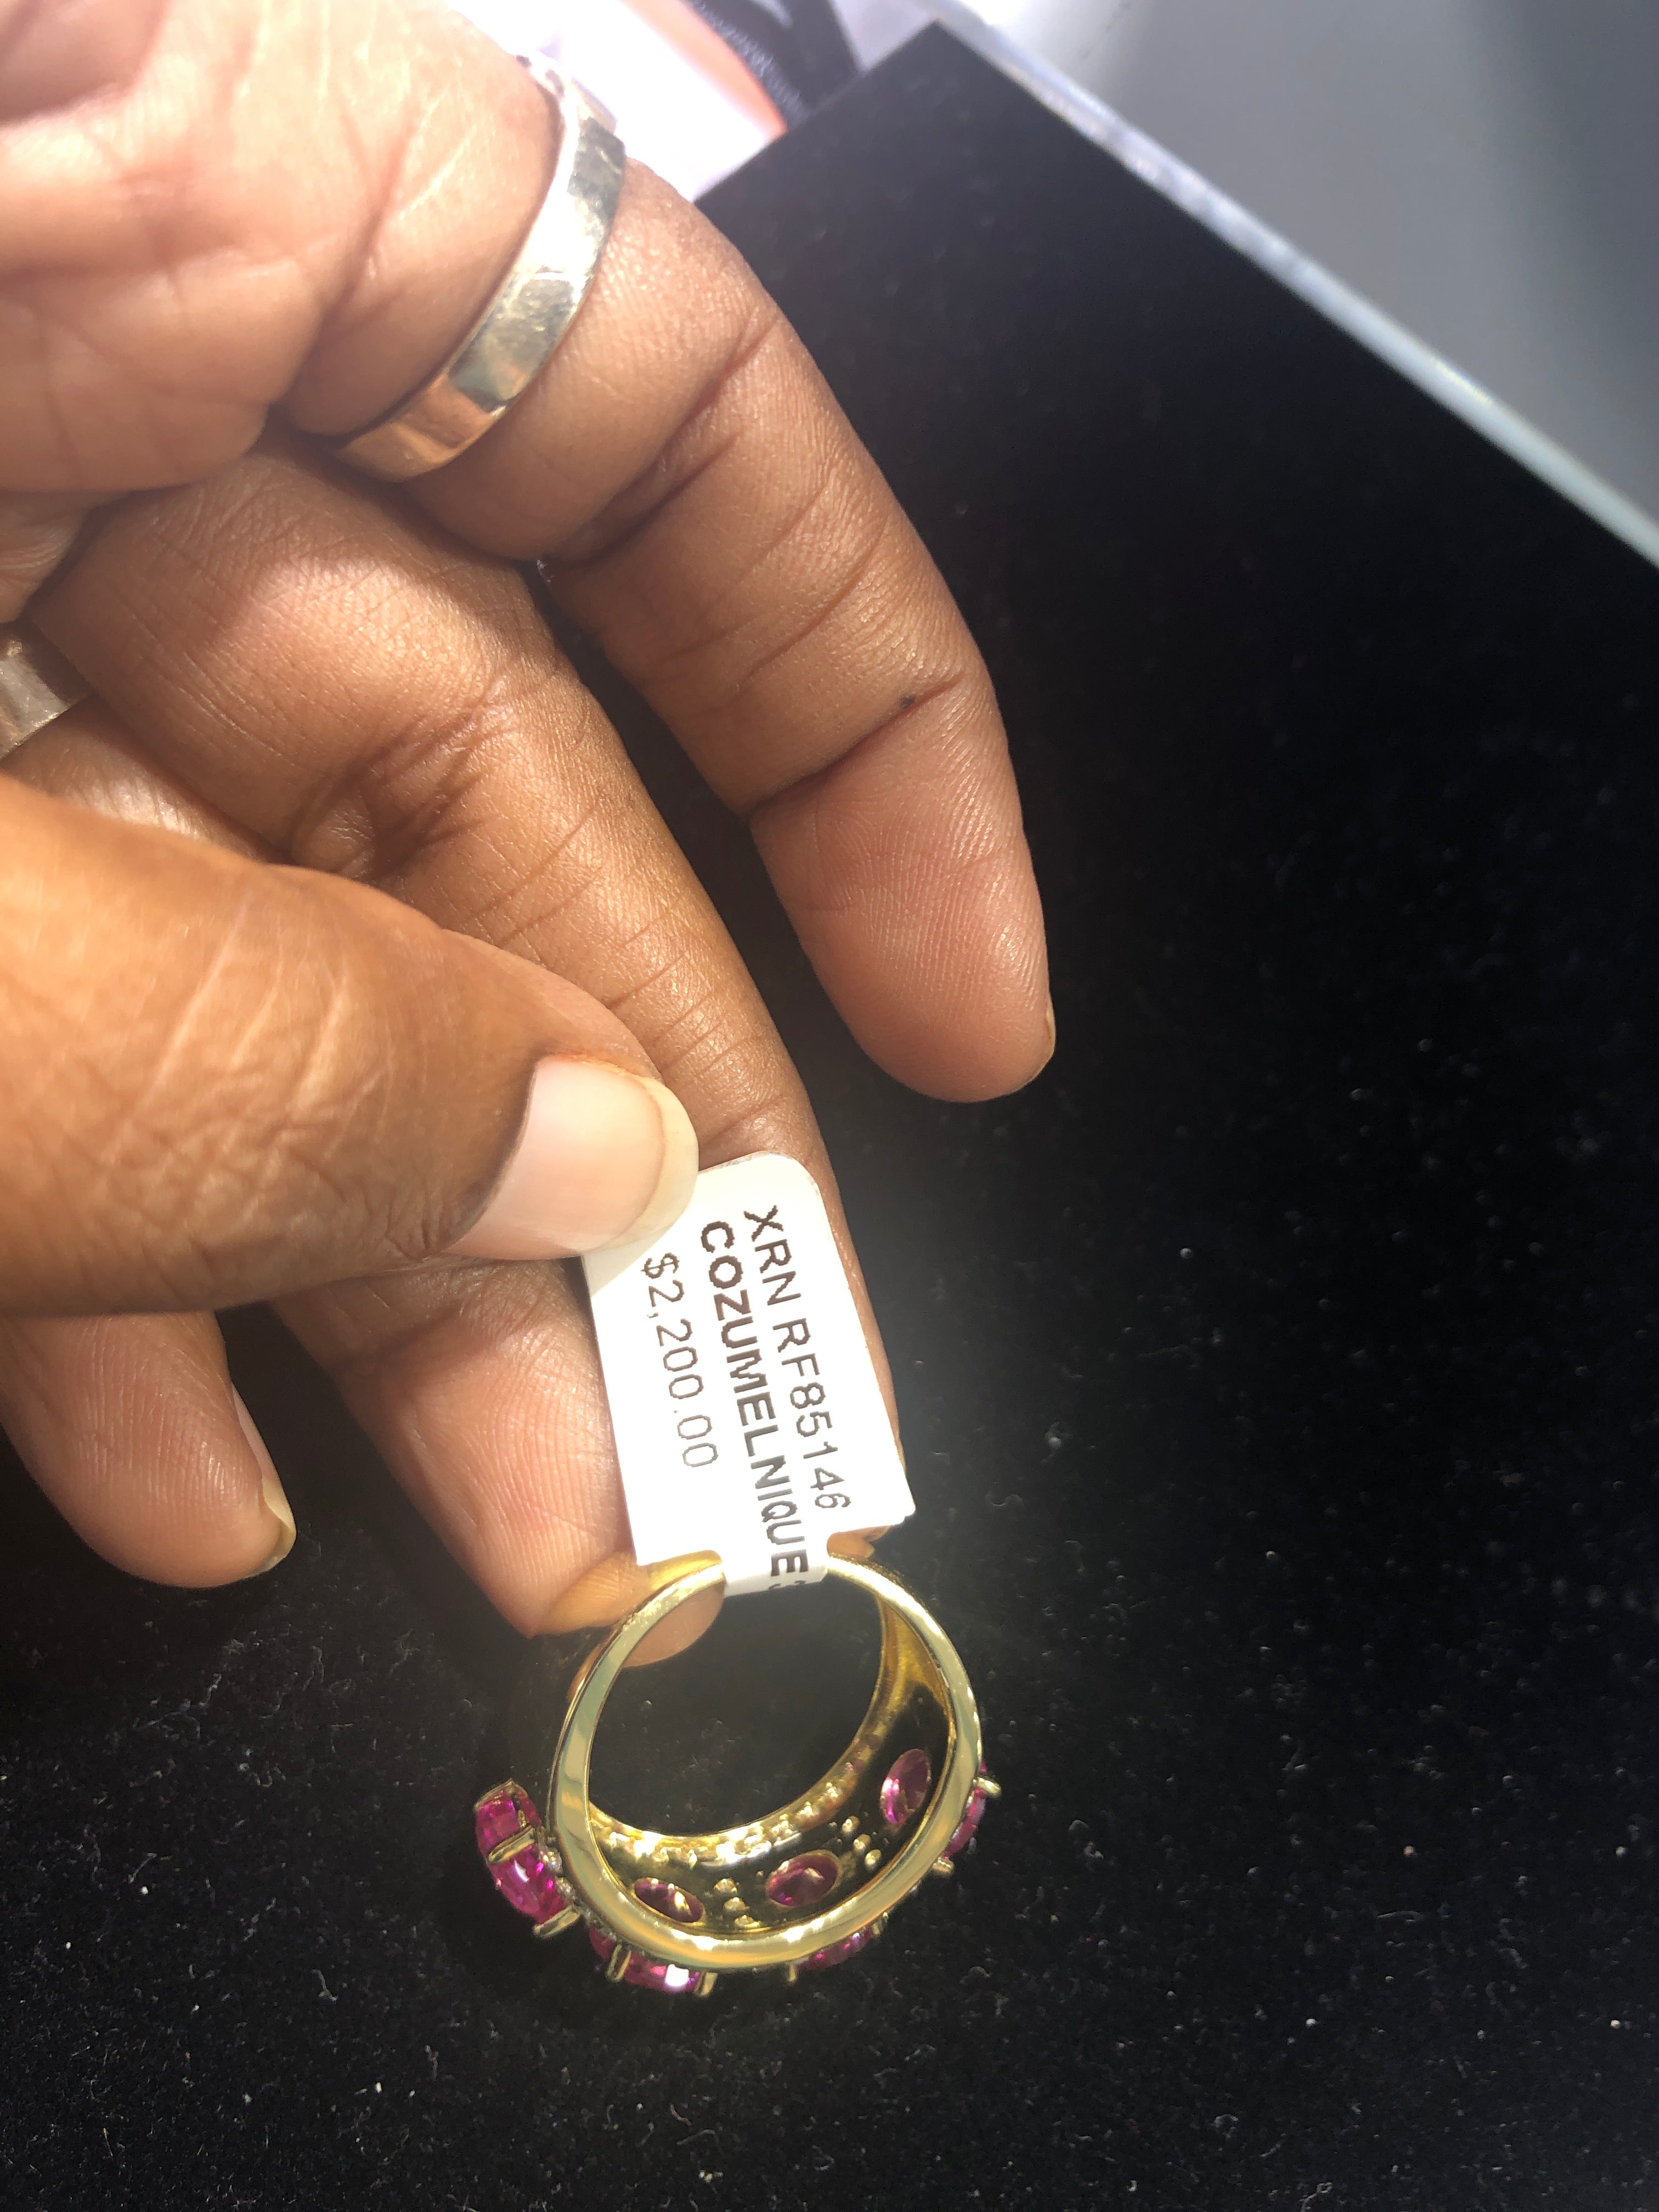 XRN RF85146
COZUMELNIQUE
$2,200.00